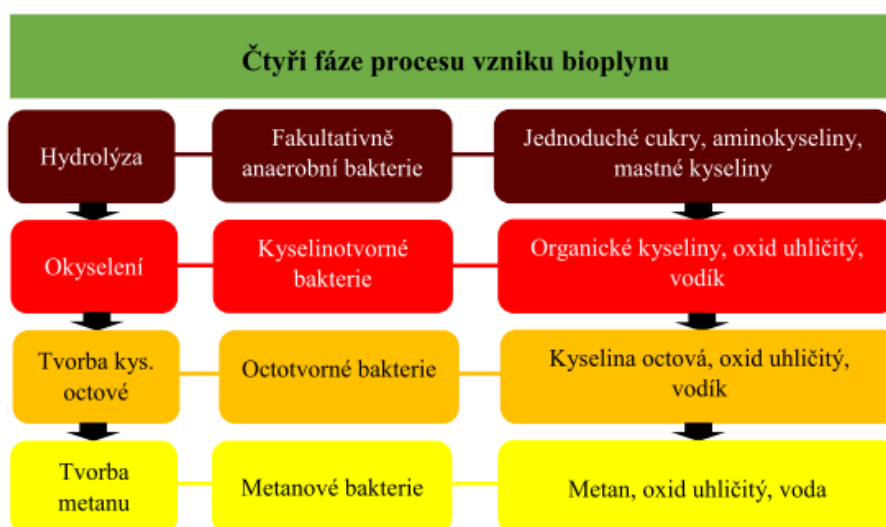 Čtyři fáze procesu vzniku bioplynu
Hydrolýza
Fakultativně
anaerobní bakterie
Jednoduché cukry, aminokyseliny,
mastné kyseliny
Okyselení
Kyselinotvorné
bakterie
Organické kyseliny, oxid uhličitý,
vodík
Tvorba kys.
octové
Octotvorné bakterie
Kyselina octová, oxid uhličitý,
vodík
Tvorba
metanu
Metanové bakterie
Metan, oxid uhličitý, voda